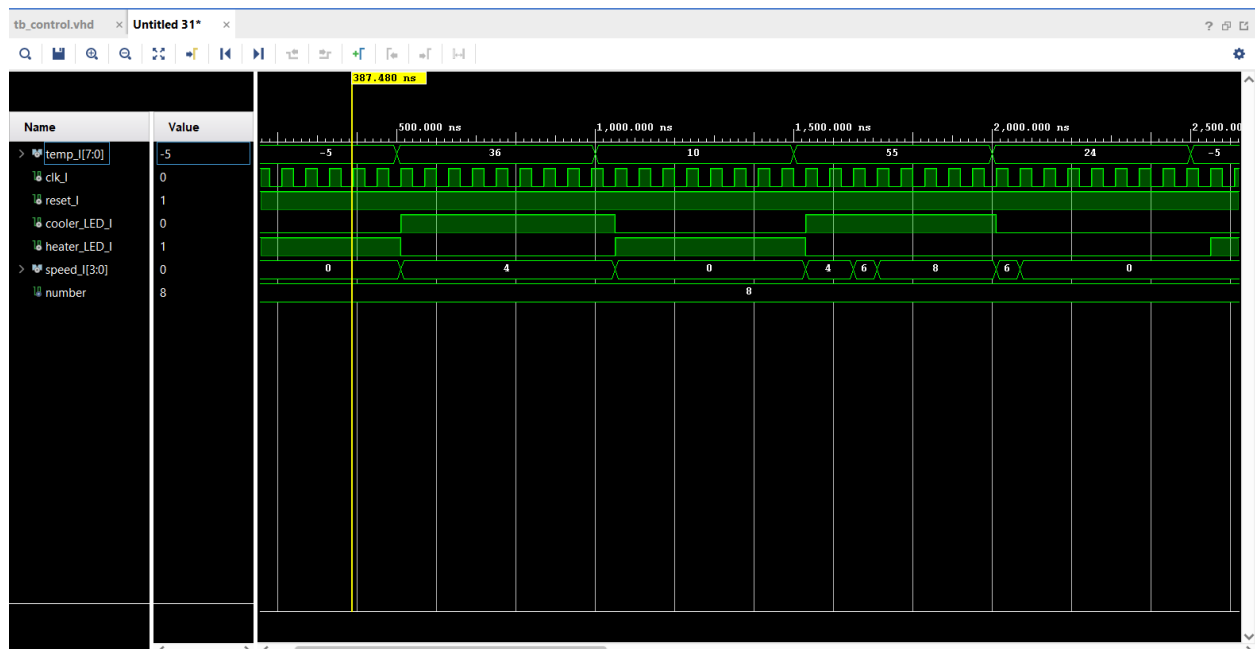 tb_control.vhd × Untitled 31* × ?
387.480 ns
Name Value
500.000 ns 1,000.000 ns 1,500.000 ns 2,000.000 ns 2,500.00
temp_I[7:0] -5 -5 36 10 55 24 -5
clk_I 0
reset_I 1
cooler_LED_I 0
heater_LED_I 1
speed_I[3:0] 0 0 4 0 4 6 8 6 0
number 8 8